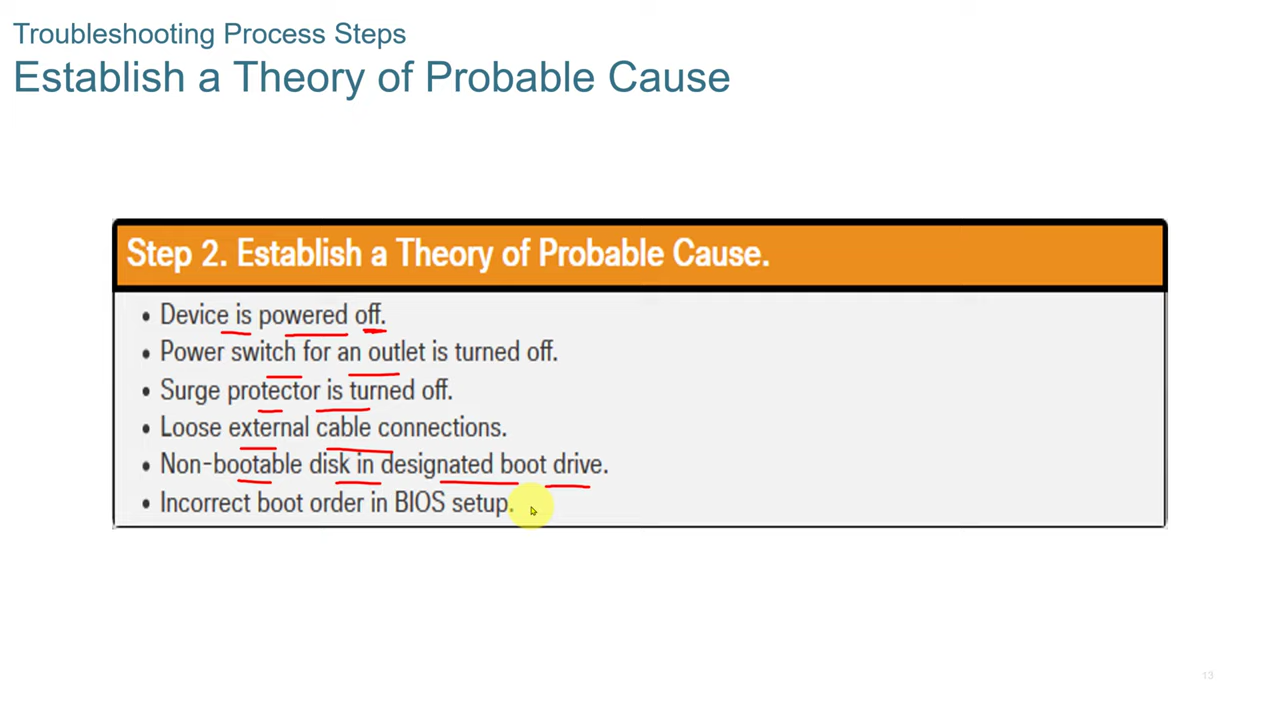 Troubleshooting Process Steps
Establish a Theory of Probable Cause
Step 2. Establish a Theory of Probable Cause.
• Device is powered off.
• Power switch for an outlet is turned off.
• Surge protector is turned off.
• Loose external cable connections.
• Non-bootable disk in designated boot drive.
• Incorrect boot order in BIOS setup.
13